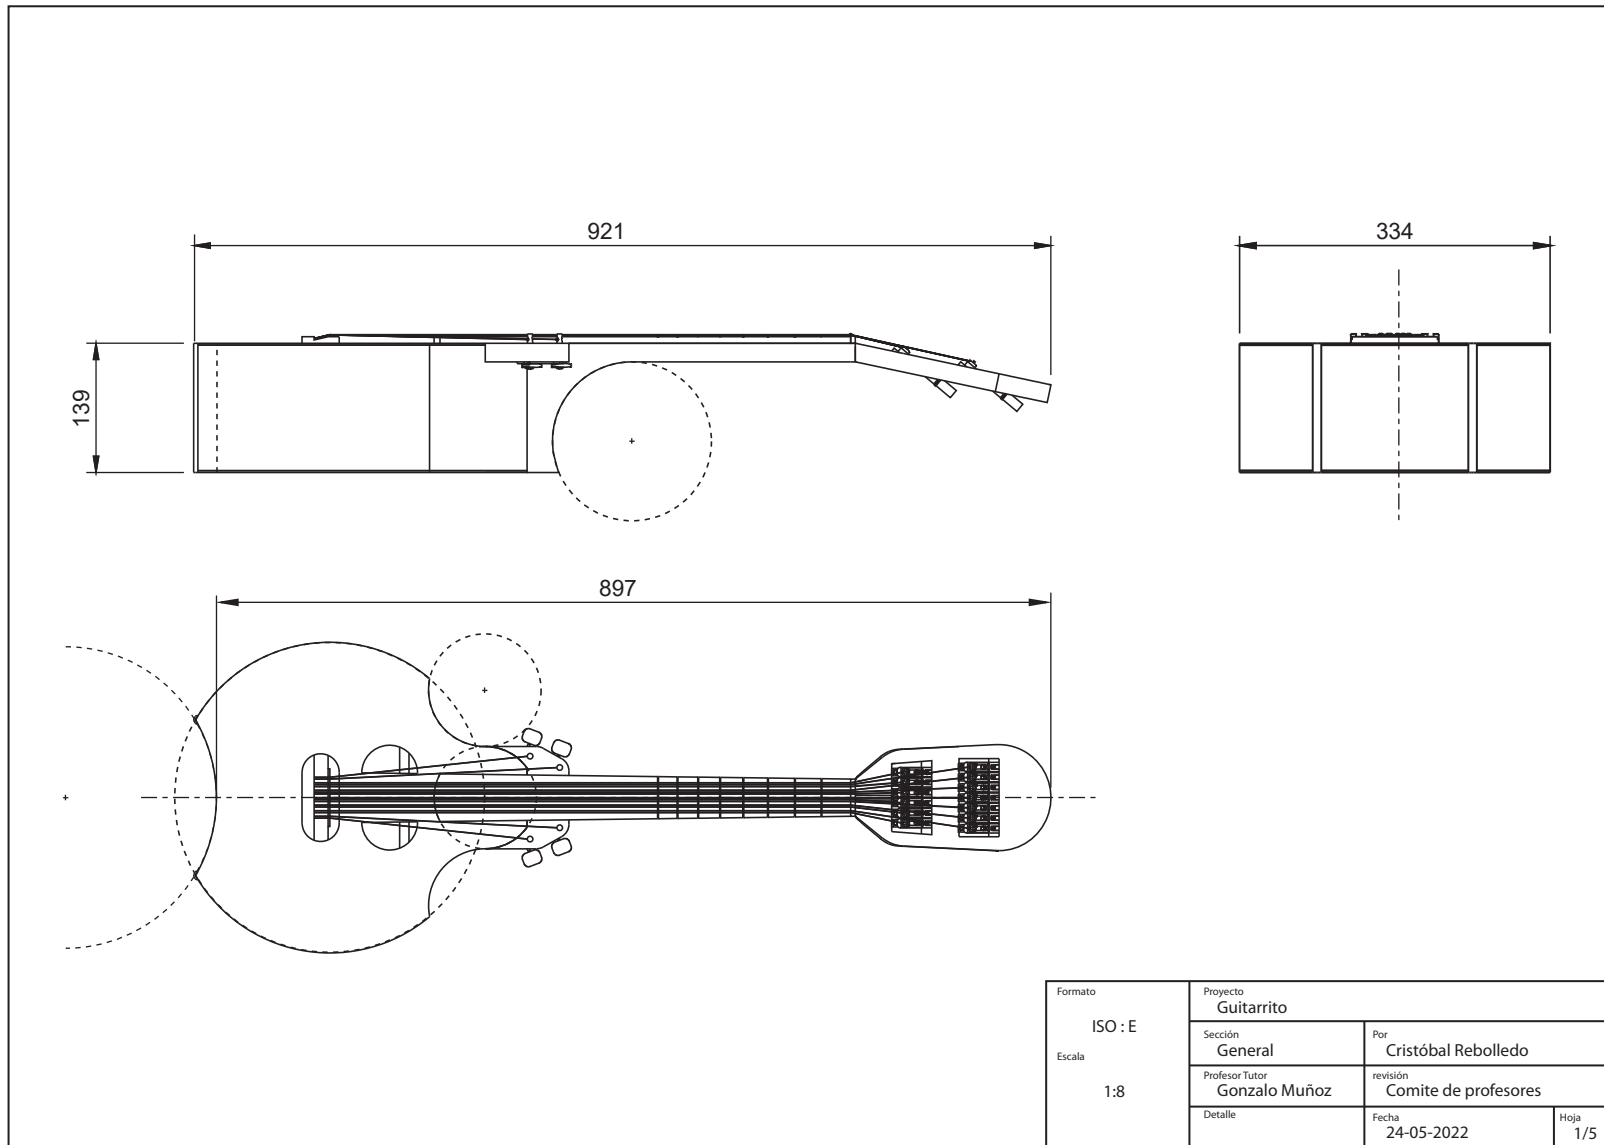 921
334
139
897
Formato
ISO : E
Escala
1:8
Proyecto
Guitarrito
Sección
General
Por
Cristóbal Rebolledo
Profesor Tutor
Gonzalo Muñoz
revisión
Comite de profesores
Detalle
Fecha
24-05-2022
Hoja
1/5